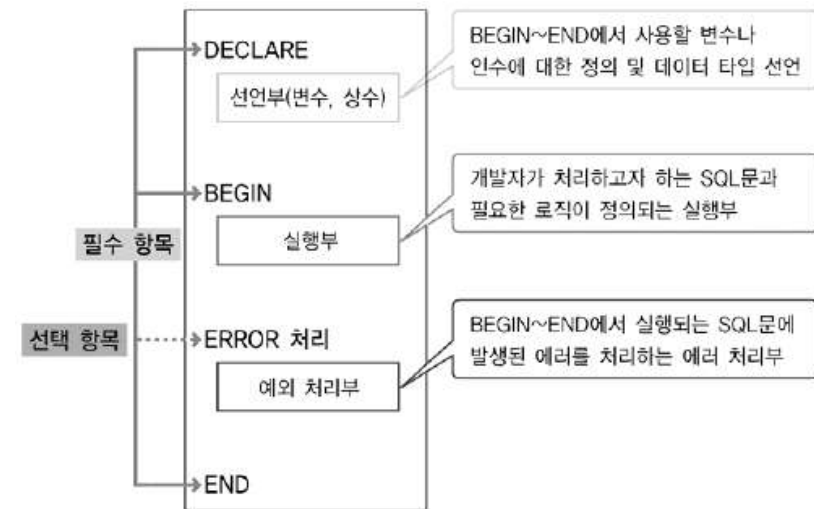 DECLARE
선언부(변수, 상수)
BEGIN~END에서 사용할 변수나
인수에 대한 정의 및 데이터 타입 선언
BEGIN
실행부
개발자가 처리하고자 하는 SQL문과
필요한 로직이 정의되는 실행부
필수 항목
선택 항목
ERROR 처리
예외 처리부
BEGIN~END에서 실행되는 SQL문에
발생된 에러를 처리하는 에러 처리부
END